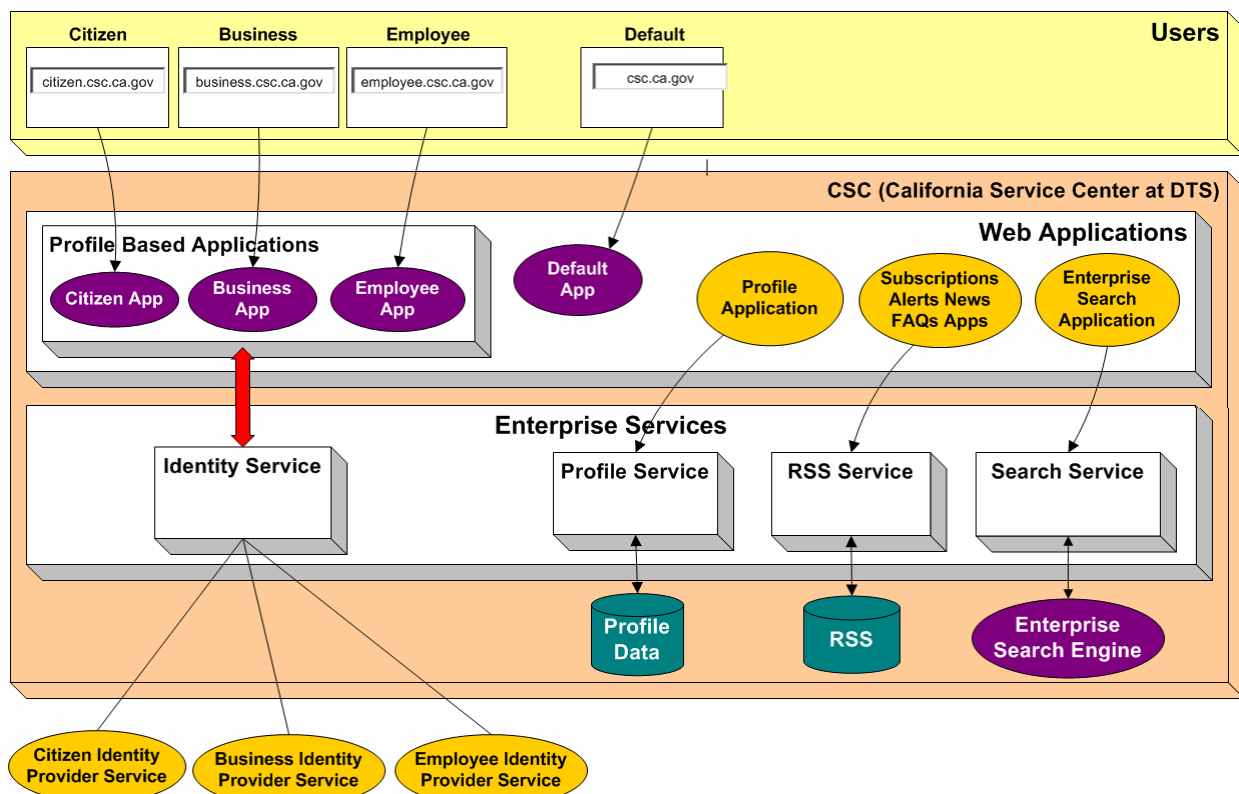 Citizen
Business
Employee
Default
Users
citizen.csc.ca.gov
business.csc.ca.gov
employee.csc.ca.gov
csc.ca.gov
CSC (California Service Center at DTS)
Web Applications
Profile Based Applications
Citizen App
Business
App
Employee
App
Default
App
Profile
Application
Subscriptions
Alerts News
FAQs Apps
Enterprise
Search
Application
Enterprise Services
Identity Service
Profile Service
RSS Service
Search Service
Profile
Data
RSS
Enterprise
Search Engine
Citizen Identity
Provider Service
Business Identity
Provider Service
Employee Identity
Provider Service